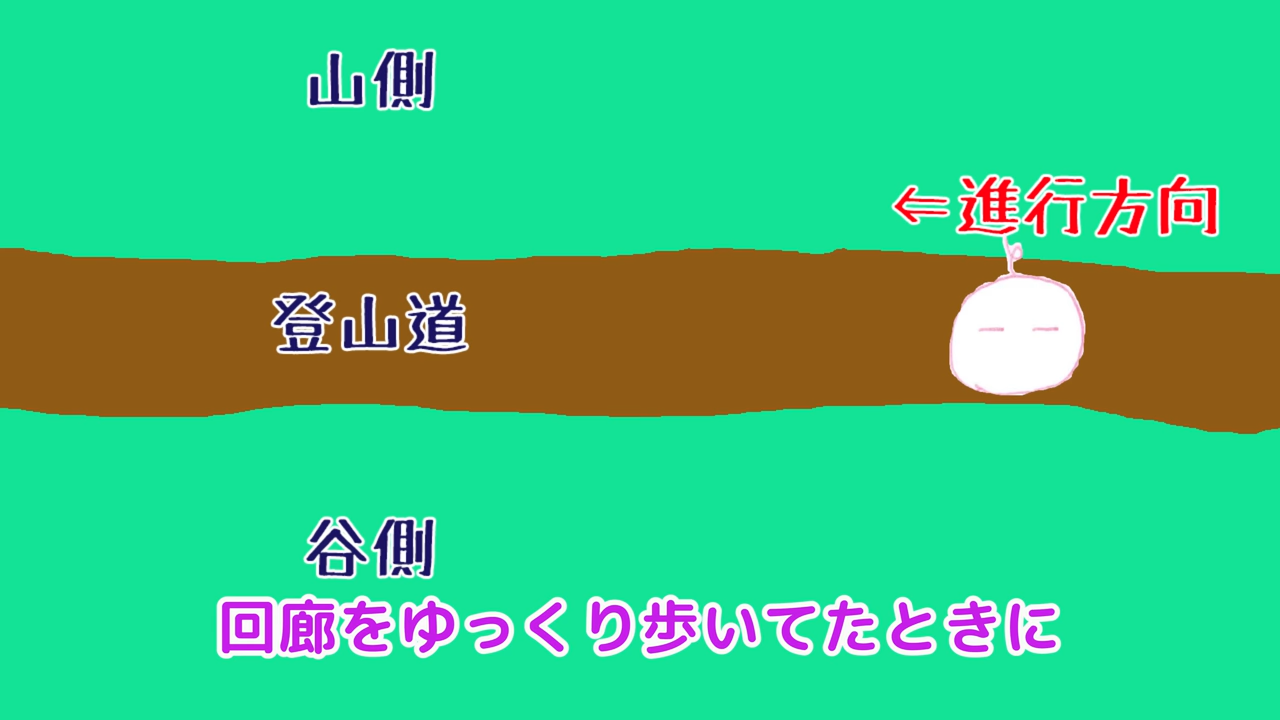 山側
←進行方向
登山道
谷側
回廊をゆっくり歩いてたときに